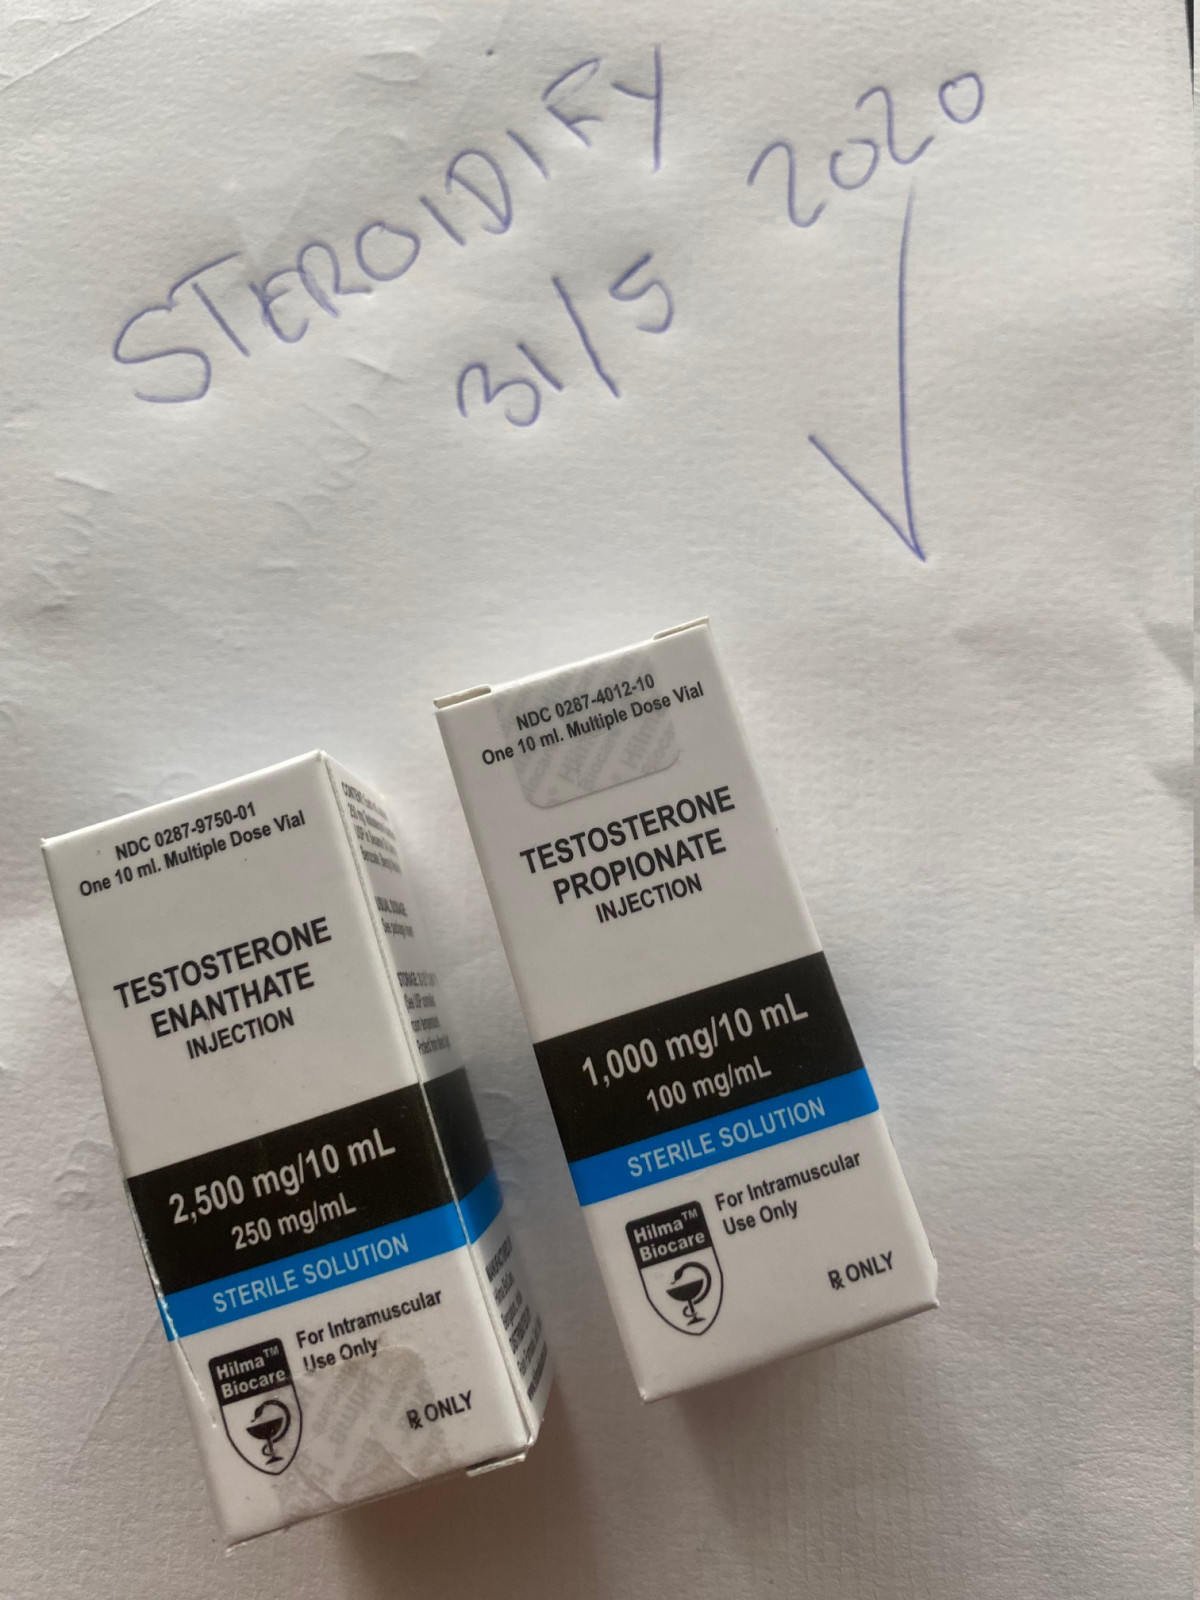 STEROIDIFY 2020
31/5
NDC 0287-9750-01
One 10 ml. Multiple Dose Vial
TESTOSTERONE
ENANTHATE
INJECTION
2,500 mg/10 mL
250 mg/mL
STERILE SOLUTION
Hilma™
Biocare
For Intramuscular
Use Only
℞ ONLY
NDC 0287-4012-10
One 10 ml. Multiple Dose Vial
TESTOSTERONE
PROPIONATE
INJECTION
1,000 mg/10 mL
100 mg/mL
STERILE SOLUTION
Hilma™
Biocare
For Intramuscular
Use Only
℞ ONLY